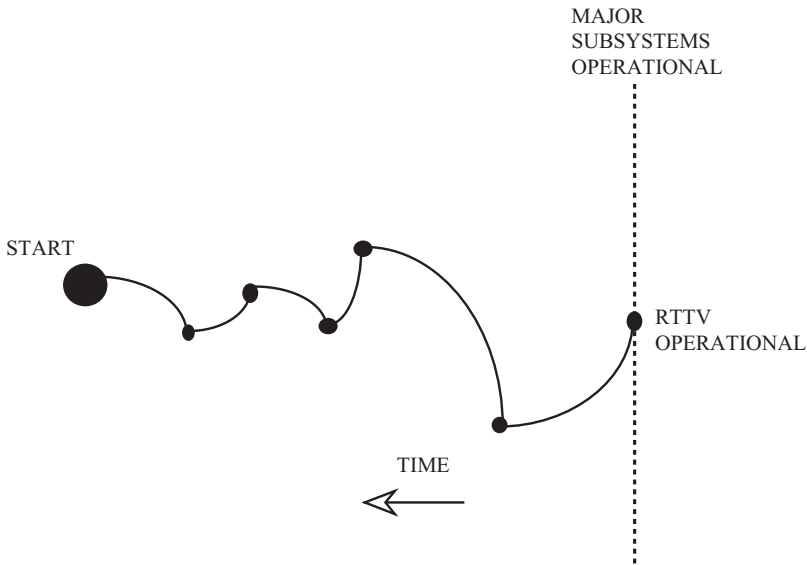 MAJOR
SUBSYSTEMS
OPERATIONAL
START
RTTV
OPERATIONAL
TIME